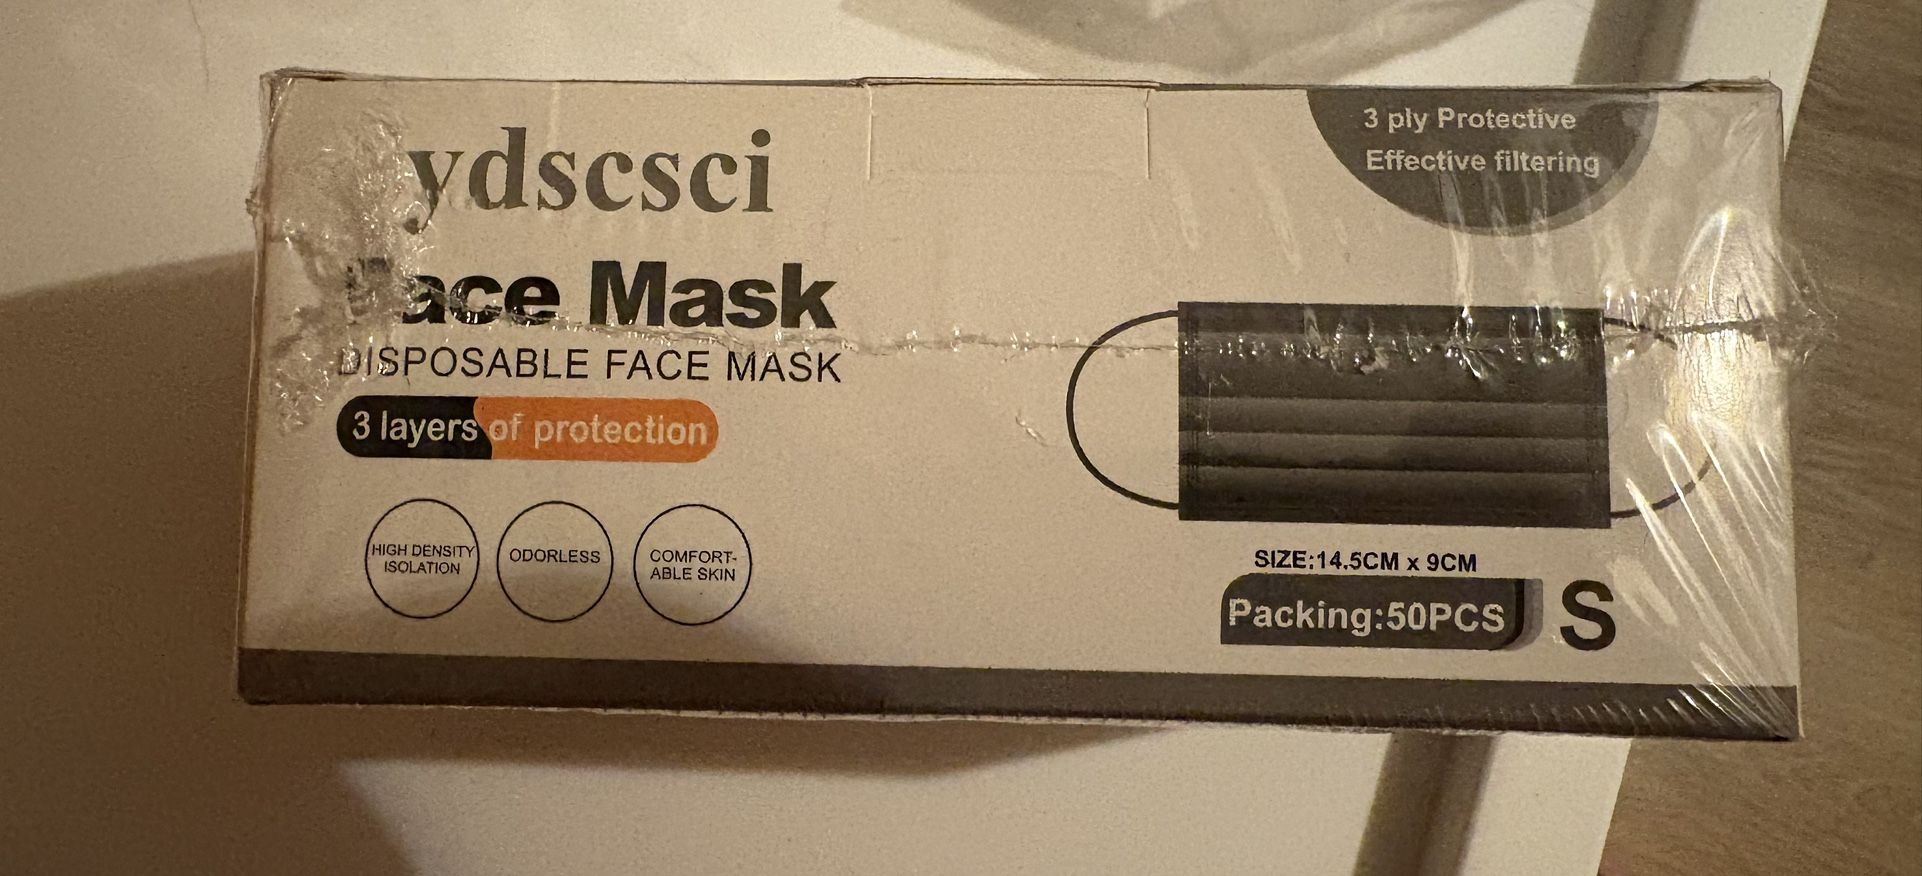 ydscsci
Face Mask
DISPOSABLE FACE MASK
3 layers of protection
HIGH DENSITY
ISOLATION
ODORLESS
COMFORT-
ABLE SKIN
3 ply Protective
Effective filtering
SIZE:14.5CM x 9CM
Packing:50PCS
S